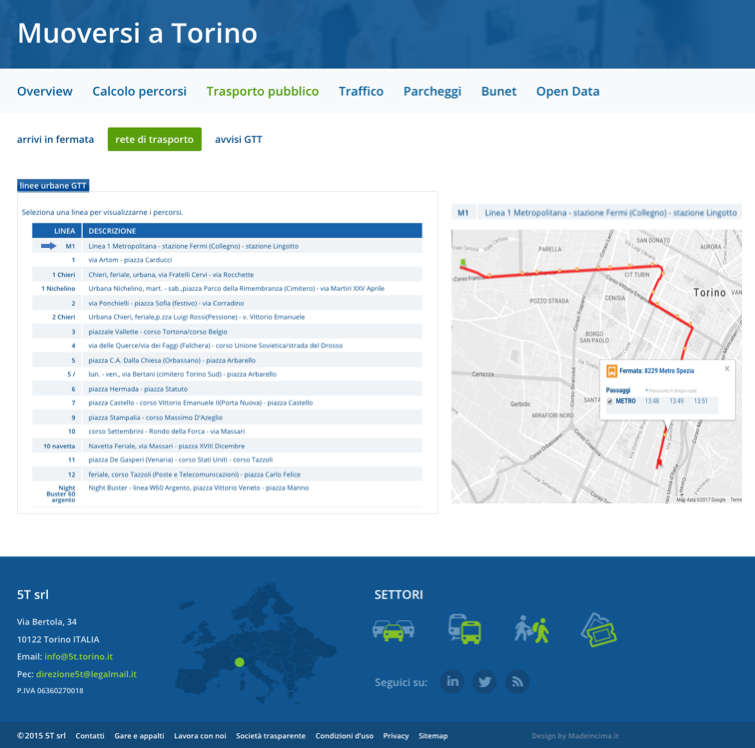 Muoversi a Torino
Overview Calcolo percorsi Trasporto pubblico Traffico Parcheggi Bunet Open Data
arrivi in fermata rete di trasporto avvisi GTT
linee urbane GTT
Seleziona una linea per visualizzarne i percorsi.
LINEA DESCRIZIONE
M1 Linea 1 Metropolitana - stazione Fermi (Collegno) - stazione Lingotto
1 via Artom - piazza Carducci
1 Chieri Chieri, feriale, urbana, via Fratelli Cervi - via Rocchette
1 Nichelino Urbana Nichelino, mart. - sab.,piazza Parco della Rimembranza (Cimitero) - via Martiri XXV Aprile
2 via Ponchielli - piazza Sofia (festivo) - via Corradino
2 Chieri Urbana Chieri, feriale,p.zza Luigi Rossi(Pessione) - v. Vittorio Emanuele
3 piazzale Vallette - corso Tortona/corso Belgio
4 via delle Querce/via dei Faggi (Falchera) - corso Unione Sovietica/strada del Drosso
5 piazza C.A. Dalla Chiesa (Orbassano) - piazza Arbarello
5 / lun. - ven., via Bertani (cimitero Torino Sud) - piazza Arbarello
6 piazza Hermada - piazza Statuto
7 piazza Castello - corso Vittorio Emanuele II(Porta Nuova) - piazza Castello
9 piazza Stampalia - corso Massimo D'Azeglio
10 corso Settembrini - Rondo della Forca - via Massari
10 navetta Navetta Feriale, via Massari - piazza XVIII Dicembre
11 piazza De Gasperi (Venaria) - corso Stati Uniti - corso Tazzoli
12 feriale, corso Tazzoli (Poste e Telecomunicazioni) - piazza Carlo Felice
Night Night Buster - linea W60 Argento, piazza Vittorio Veneto - piazza Manno
Buster 60
argento
M1 Linea 1 Metropolitana - stazione Fermi (Collegno) - stazione Lingotto
SAN DONATO
PARELLA
AURORA
CIT TURIN
Torino
POZZO STRADA
CENISIA
BORGO
SAN PAOLO
Fermata: 8229 Metro Spezia
Passaggi
METRO 13:48 13:49 13:51
Gerbido
MIRAFIORI NORD
Map data ©2017 Google
5T srl
Via Bertola, 34
10122 Torino ITALIA
Email: info@5t.torino.it
Pec: direzione5t@legalmail.it
P.IVA 06360270018
SETTORI
Seguici su:
in
©2015 5T srl Contatti Gare e appalti Lavora con noi Società trasparente Condizioni d'uso Privacy Sitemap Design by Madeincima.it